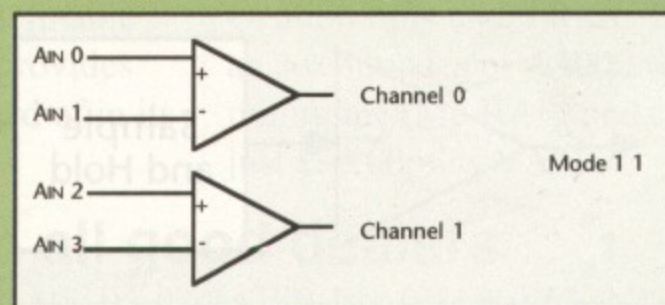 AIN 0
+
Channel 0
AIN 1
-
Mode 1 1
AIN 2
+
Channel 1
AIN 3
-